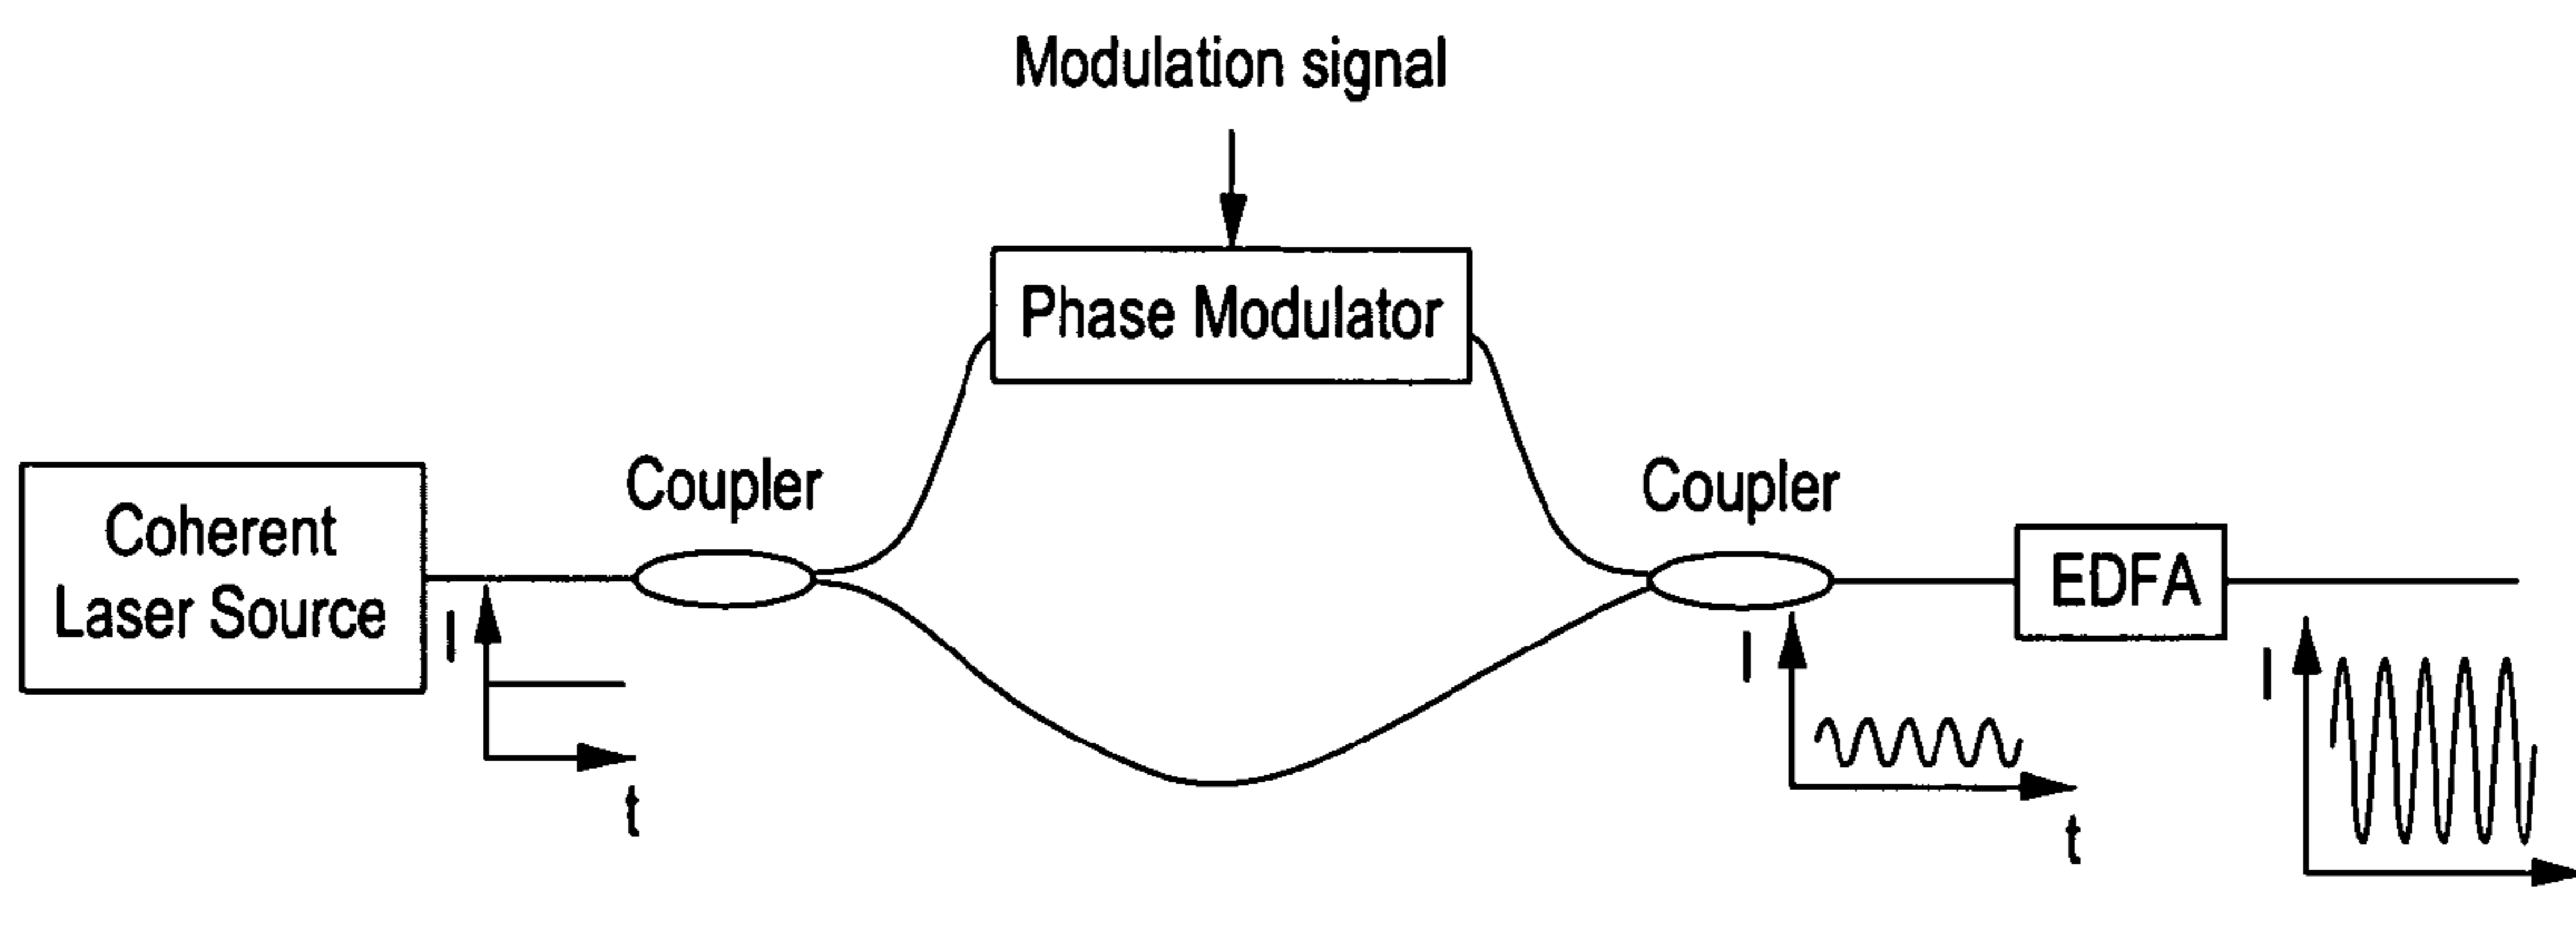 Modulation signal
Phase Modulator
Coupler
Coupler
Coherent
Laser Source
EDFA
I
t
I
t
I